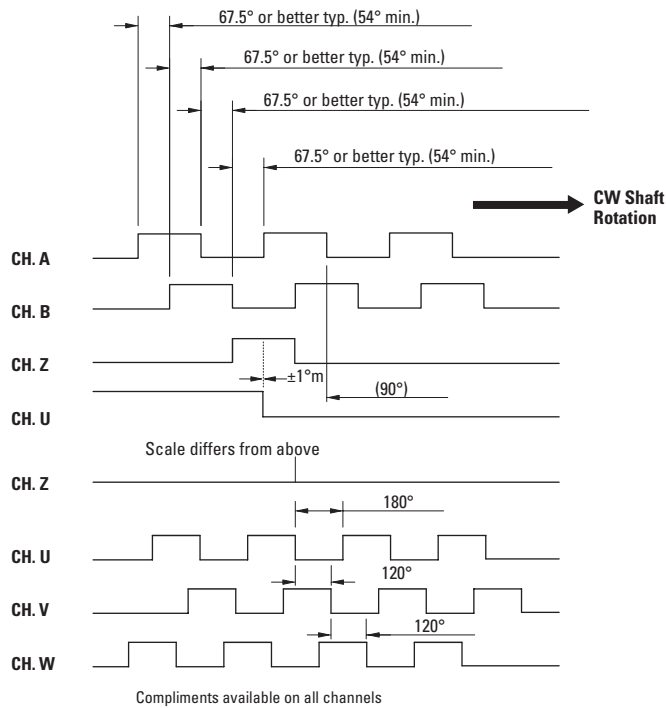 67.5° or better typ. (54° min.)
67.5° or better typ. (54° min.)
67.5° or better typ. (54° min.)
67.5° or better typ. (54° min.)
CW Shaft
Rotation
CH. A
CH. B
CH. Z
±1°m
(90°)
CH. U
Scale differs from above
CH. Z
180°
CH. U
120°
CH. V
120°
CH. W
Compliments available on all channels